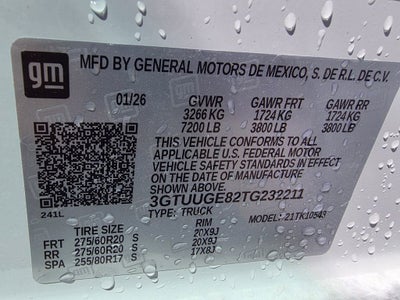 gm
MFD BY GENERAL MOTORS DE MEXICO, S. DE R.L. DE C.V.
01/26 GVWR GAWR FRT GAWR RR
3266 KG 1724 KG 1724 KG
7200 LB 3800 LB 3800 LB
THIS VEHICLE CONFORMS TO ALL
APPLICABLE U.S. FEDERAL MOTOR
VEHICLE SAFETY STANDARDS IN
EFFECT ON THE DATE OF
MANUFACTURE SHOWN ABOVE.
3GTUUGE82TG232211
241L TYPE: TRUCK MODEL: 21TK10543
TIRE SIZE RIM
FRT 275/60R20 S 20X9J
RR 275/60R20 S 20X9J
SPA 255/80R17 S 17X8J